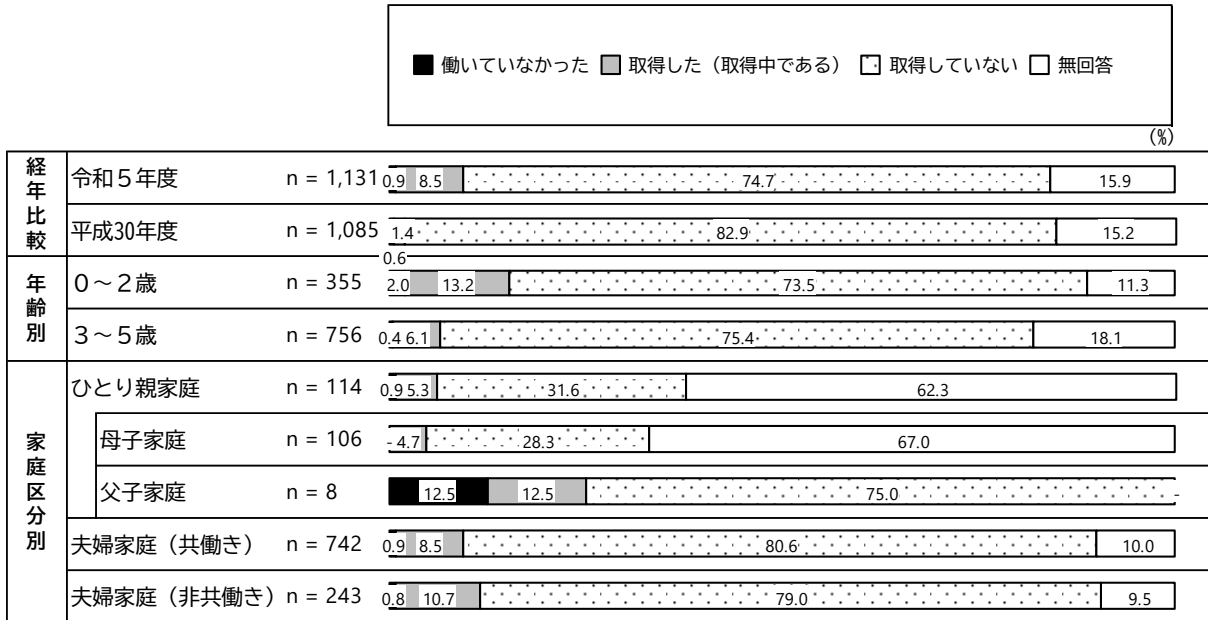 働いていなかった 取得した（取得中である） 取得していない 無回答
(%)
経年比較
令和５年度 n = 1,131 0.9 8.5 74.7 15.9
平成30年度 n = 1,085 1.4 82.9 15.2
0.6
年齢別
０～２歳 n = 355 2.0 13.2 73.5 11.3
３～５歳 n = 756 0.4 6.1 75.4 18.1
家庭区分別
ひとり親家庭 n = 114 0.9 5.3 31.6 62.3
母子家庭 n = 106 - 4.7 28.3 67.0
父子家庭 n = 8 12.5 12.5 75.0 -
夫婦家庭（共働き） n = 742 0.9 8.5 80.6 10.0
夫婦家庭（非共働き） n = 243 0.8 10.7 79.0 9.5